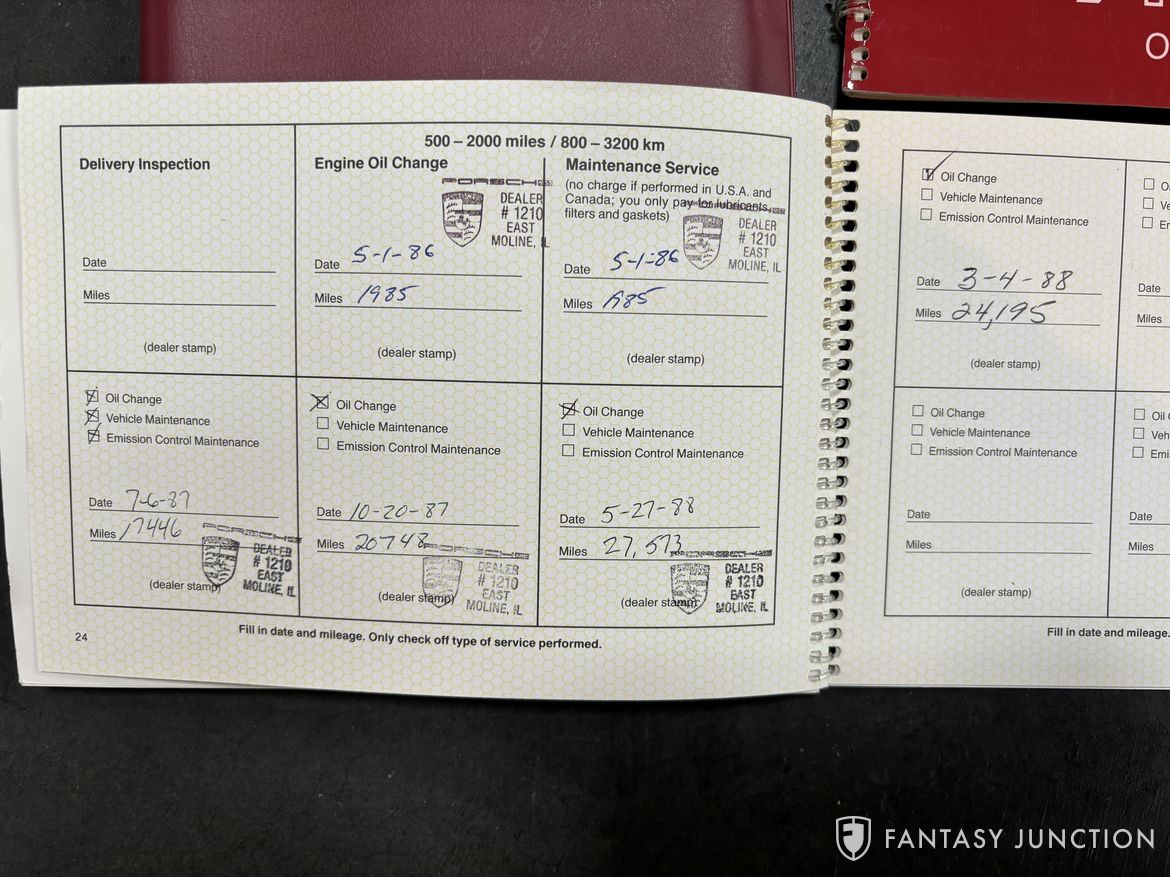 500 – 2000 miles / 800 – 3200 km
Delivery Inspection
Date
Miles
(dealer stamp)
Engine Oil Change
PORSCHE
DEALER
# 1210
EAST
MOLINE, IL
Date 5-1-86
Miles 1985
(dealer stamp)
Maintenance Service
(no charge if performed in U.S.A. and
Canada; you only pay for lubricants,
filters and gaskets)
DEALER
# 1210
EAST
MOLINE, IL
Date 5-1-86
Miles 1985
(dealer stamp)
Oil Change
Vehicle Maintenance
Emission Control Maintenance
Date 7-6-87
Miles 17446
PORSCHE
DEALER
# 1210
EAST
MOLINE, IL
(dealer stamp)
Oil Change
Vehicle Maintenance
Emission Control Maintenance
Date 10-20-87
Miles 20748
PORSCHE
DEALER
# 1210
EAST
MOLINE, IL
(dealer stamp)
Oil Change
Vehicle Maintenance
Emission Control Maintenance
Date 5-27-88
Miles 27,573
PORSCHE
DEALER
# 1210
EAST
MOLINE, IL
(dealer stamp)
24
Fill in date and mileage. Only check off type of service performed.
Oil Change
Vehicle Maintenance
Emission Control Maintenance
Date 3-4-88
Miles 24,195
(dealer stamp)
Date
Miles
Oil Change
Vehicle Maintenance
Emission Control Maintenance
Date
Miles
(dealer stamp)
Date
Miles
Fill in date and mileage.
FANTASY JUNCTION